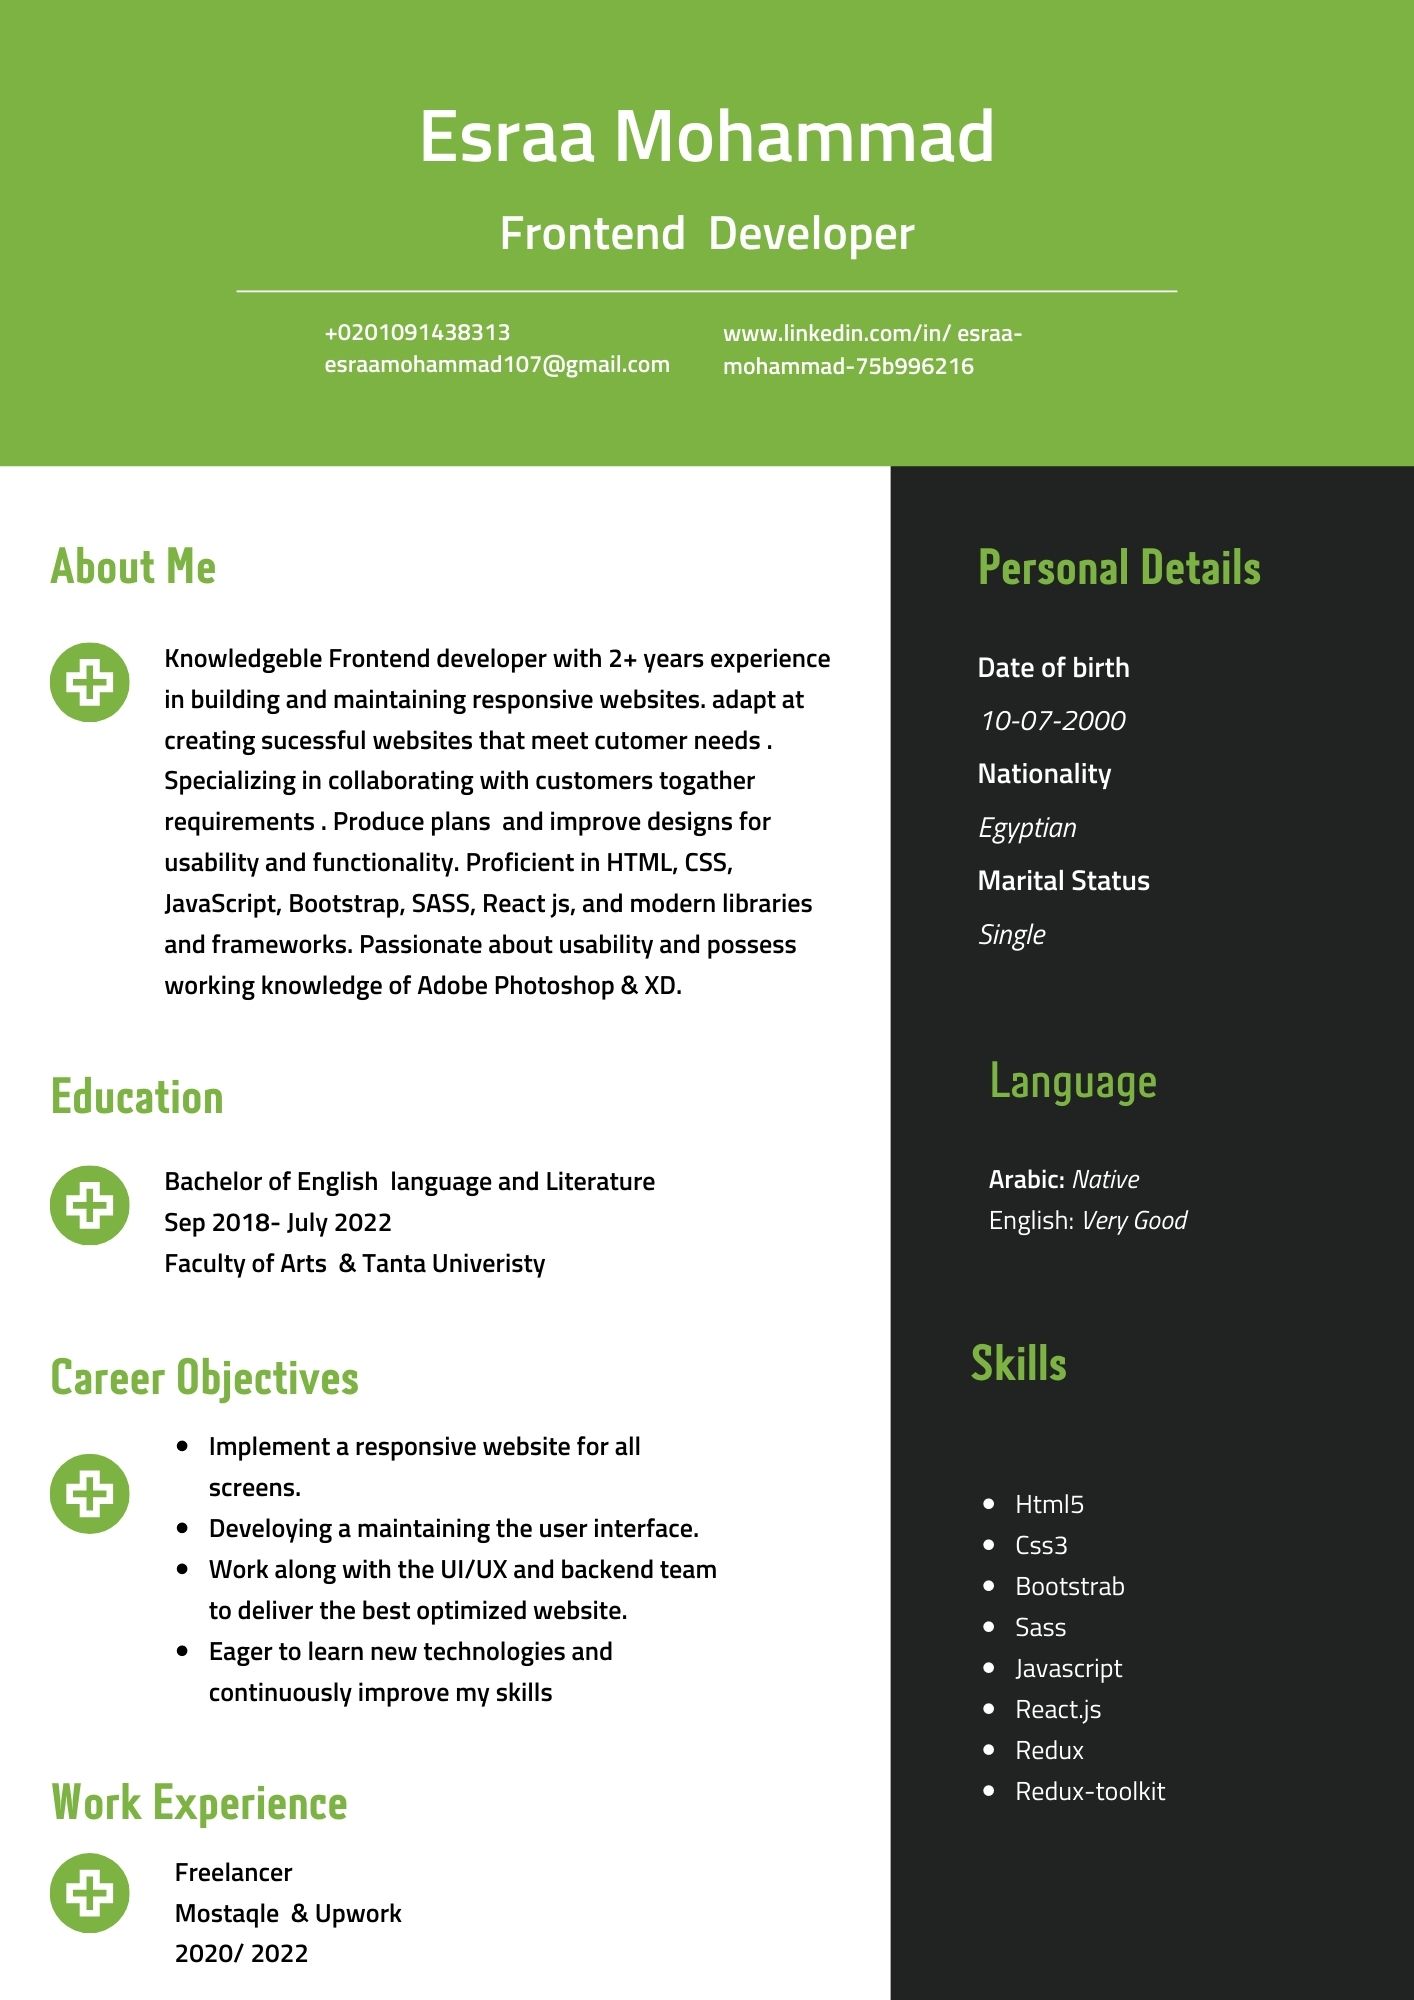 Esraa Mohammad
Frontend  Developer
+0201091438313
esraamohammad107@gmail.com
www.linkedin.com/in/ esraa-
mohammad-75b996216
About Me
Knowledgeble Frontend developer with 2+ years experience
in building and maintaining responsive websites. adapt at
creating sucessful websites that meet cutomer needs .
Specializing in collaborating with customers togather
requirements . Produce plans  and improve designs for
usability and functionality. Proficient in HTML, CSS,
JavaScript, Bootstrap, SASS, React js, and modern libraries
and frameworks. Passionate about usability and possess
working knowledge of Adobe Photoshop & XD.
Education
Bachelor of English  language and Literature
Sep 2018- July 2022
Faculty of Arts  & Tanta Univeristy
Career Objectives
• Implement a responsive website for all
screens.
• Develoying a maintaining the user interface.
• Work along with the UI/UX and backend team
to deliver the best optimized website.
• Eager to learn new technologies and
continuously improve my skills
Work Experience
Freelancer
Mostaqle  & Upwork
2020/ 2022
Personal Details
Date of birth
10-07-2000
Nationality
Egyptian
Marital Status
Single
Language
Arabic: Native
English: Very Good
Skills
• Html5
• Css3
• Bootstrab
• Sass
• Javascript
• React.js
• Redux
• Redux-toolkit